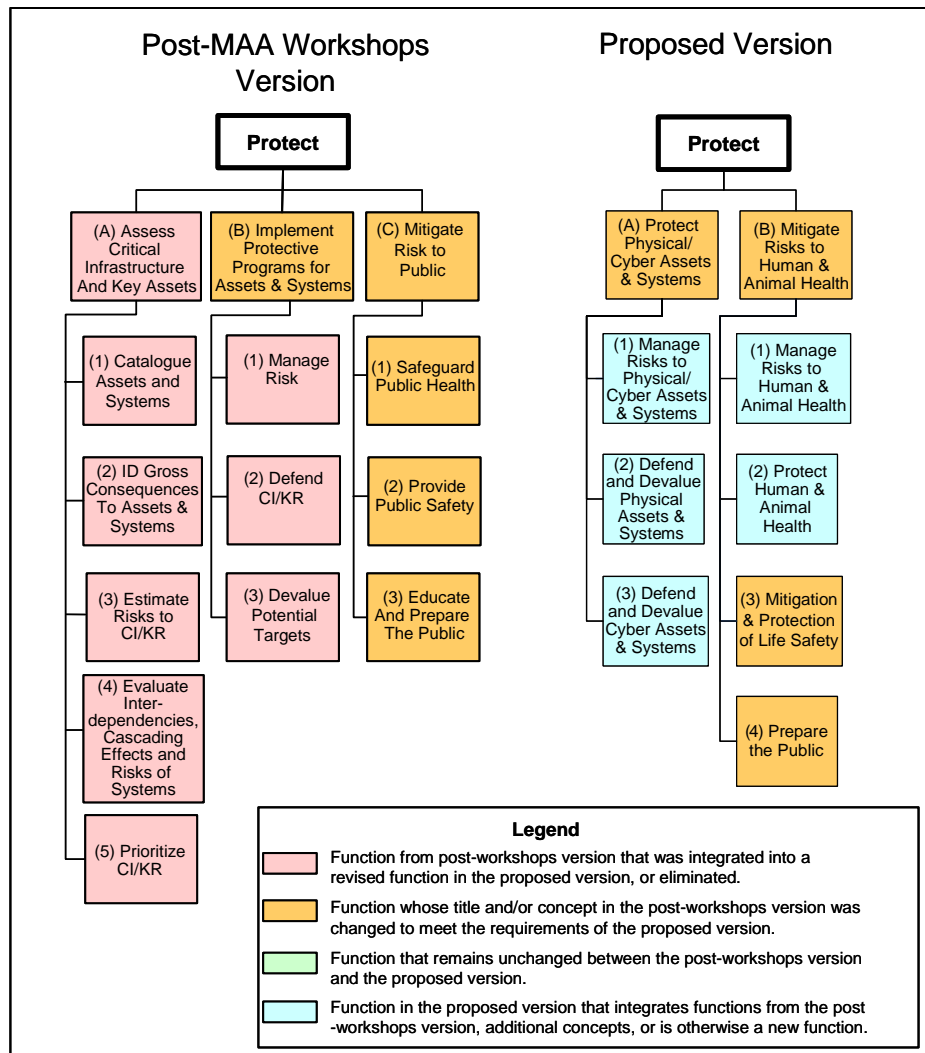 Post-MAA Workshops
Version
Proposed Version
Protect
(A) Assess
Critical
Infrastructure
And Key Assets
(B) Implement
Protective
Programs for
Assets & Systems
(C) Mitigate
Risk to
Public
(1) Catalogue
Assets and
Systems
(2) ID Gross
Consequences
To Assets &
Systems
(3) Estimate
Risks to
CI/KR
(4) Evaluate
Inter-
dependencies,
Cascading
Effects and
Risks of
Systems
(5) Prioritize
CI/KR
(1) Manage
Risk
(2) Defend
CI/KR
(3) Devalue
Potential
Targets
(1) Safeguard
Public Health
(2) Provide
Public Safety
(3) Educate
And Prepare
The Public
Protect
(A) Protect
Physical/
Cyber Assets
& Systems
(B) Mitigate
Risks to
Human &
Animal Health
(1) Manage
Risks to
Physical/
Cyber Assets
& Systems
(2) Defend
and Devalue
Physical
Assets &
Systems
(3) Defend
and Devalue
Cyber Assets
& Systems
(1) Manage
Risks to
Human &
Animal Health
(2) Protect
Human &
Animal
Health
(3) Mitigation
& Protection
of Life Safety
(4) Prepare
the Public
Legend
Function from post-workshops version that was integrated into a
revised function in the proposed version, or eliminated.
Function whose title and/or concept in the post-workshops version was
changed to meet the requirements of the proposed version.
Function that remains unchanged between the post-workshops version
and the proposed version.
Function in the proposed version that integrates functions from the post
-workshops version, additional concepts, or is otherwise a new function.